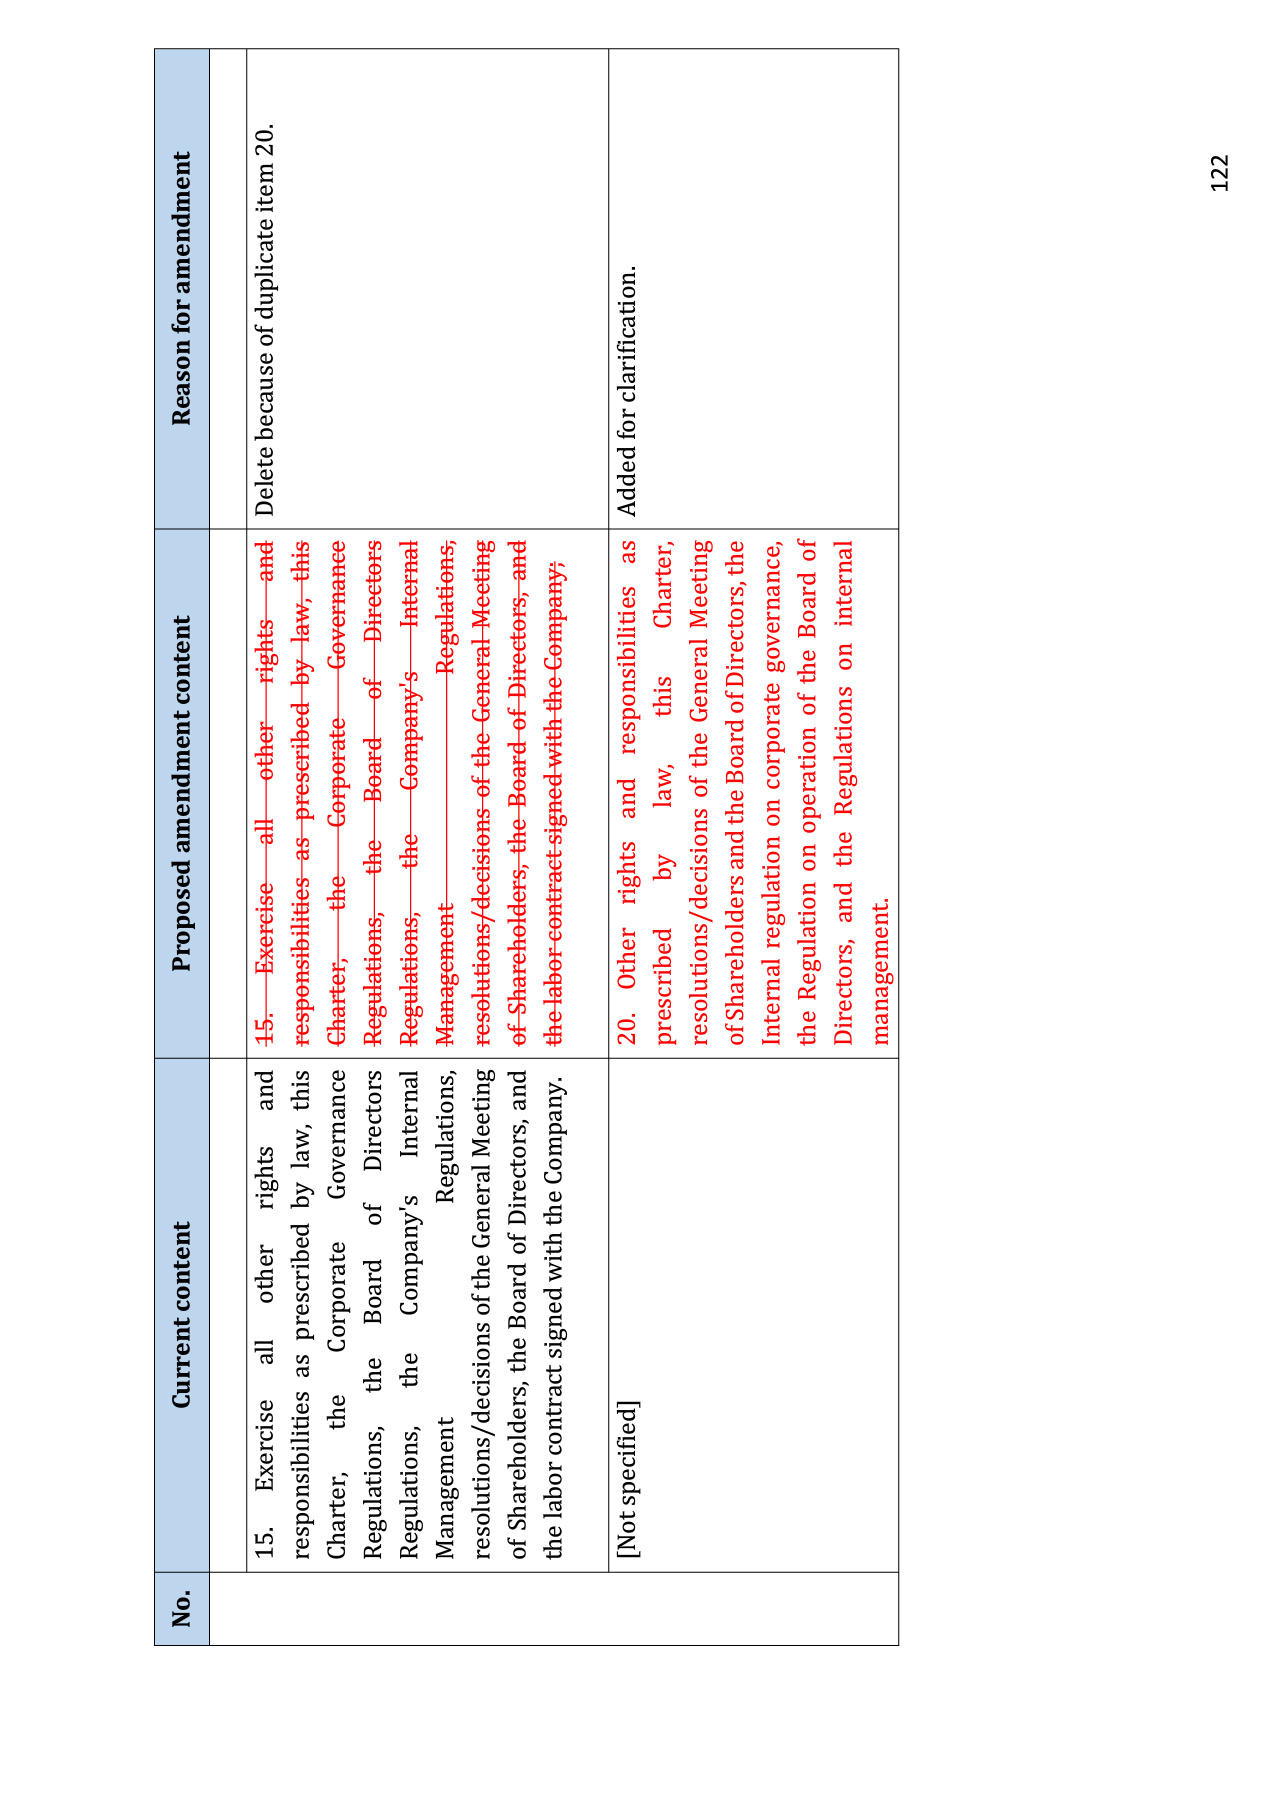 No.
Current content
Proposed amendment content
Reason for amendment
15. Exercise all other rights and
responsibilities as prescribed by law, this
Charter, the Corporate Governance
Regulations, the Board of Directors
Regulations, the Company's Internal
Management Regulations,
resolutions/decisions of the General Meeting
of Shareholders, the Board of Directors, and
the labor contract signed with the Company.
15. Exercise all other rights and
responsibilities as prescribed by law, this
Charter, the Corporate Governance
Regulations, the Board of Directors
Regulations, the Company's Internal
Management Regulations,
resolutions/decisions of the General Meeting
of Shareholders, the Board of Directors, and
the labor contract signed with the Company;
Delete because of duplicate item 20.
[Not specified]
20. Other rights and responsibilities as
prescribed by law, this Charter,
resolutions/decisions of the General Meeting
of Shareholders and the Board of Directors, the
Internal regulation on corporate governance,
the Regulation on operation of the Board of
Directors, and the Regulations on internal
management.
Added for clarification.
122